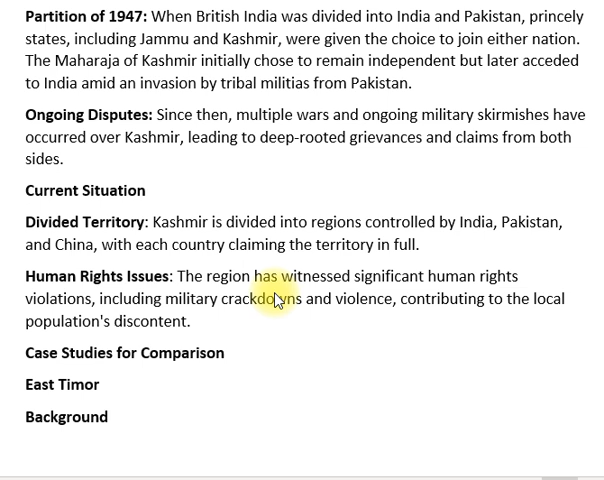 Partition of 1947: When British India was divided into India and Pakistan, princely
states, including Jammu and Kashmir, were given the choice to join either nation.
The Maharaja of Kashmir initially chose to remain independent but later acceded
to India amid an invasion by tribal militias from Pakistan.
Ongoing Disputes: Since then, multiple wars and ongoing military skirmishes have
occurred over Kashmir, leading to deep-rooted grievances and claims from both
sides.
Current Situation
Divided Territory: Kashmir is divided into regions controlled by India, Pakistan,
and China, with each country claiming the territory in full.
Human Rights Issues: The region has witnessed significant human rights
violations, including military crackdowns and violence, contributing to the local
population's discontent.
Case Studies for Comparison
East Timor
Background